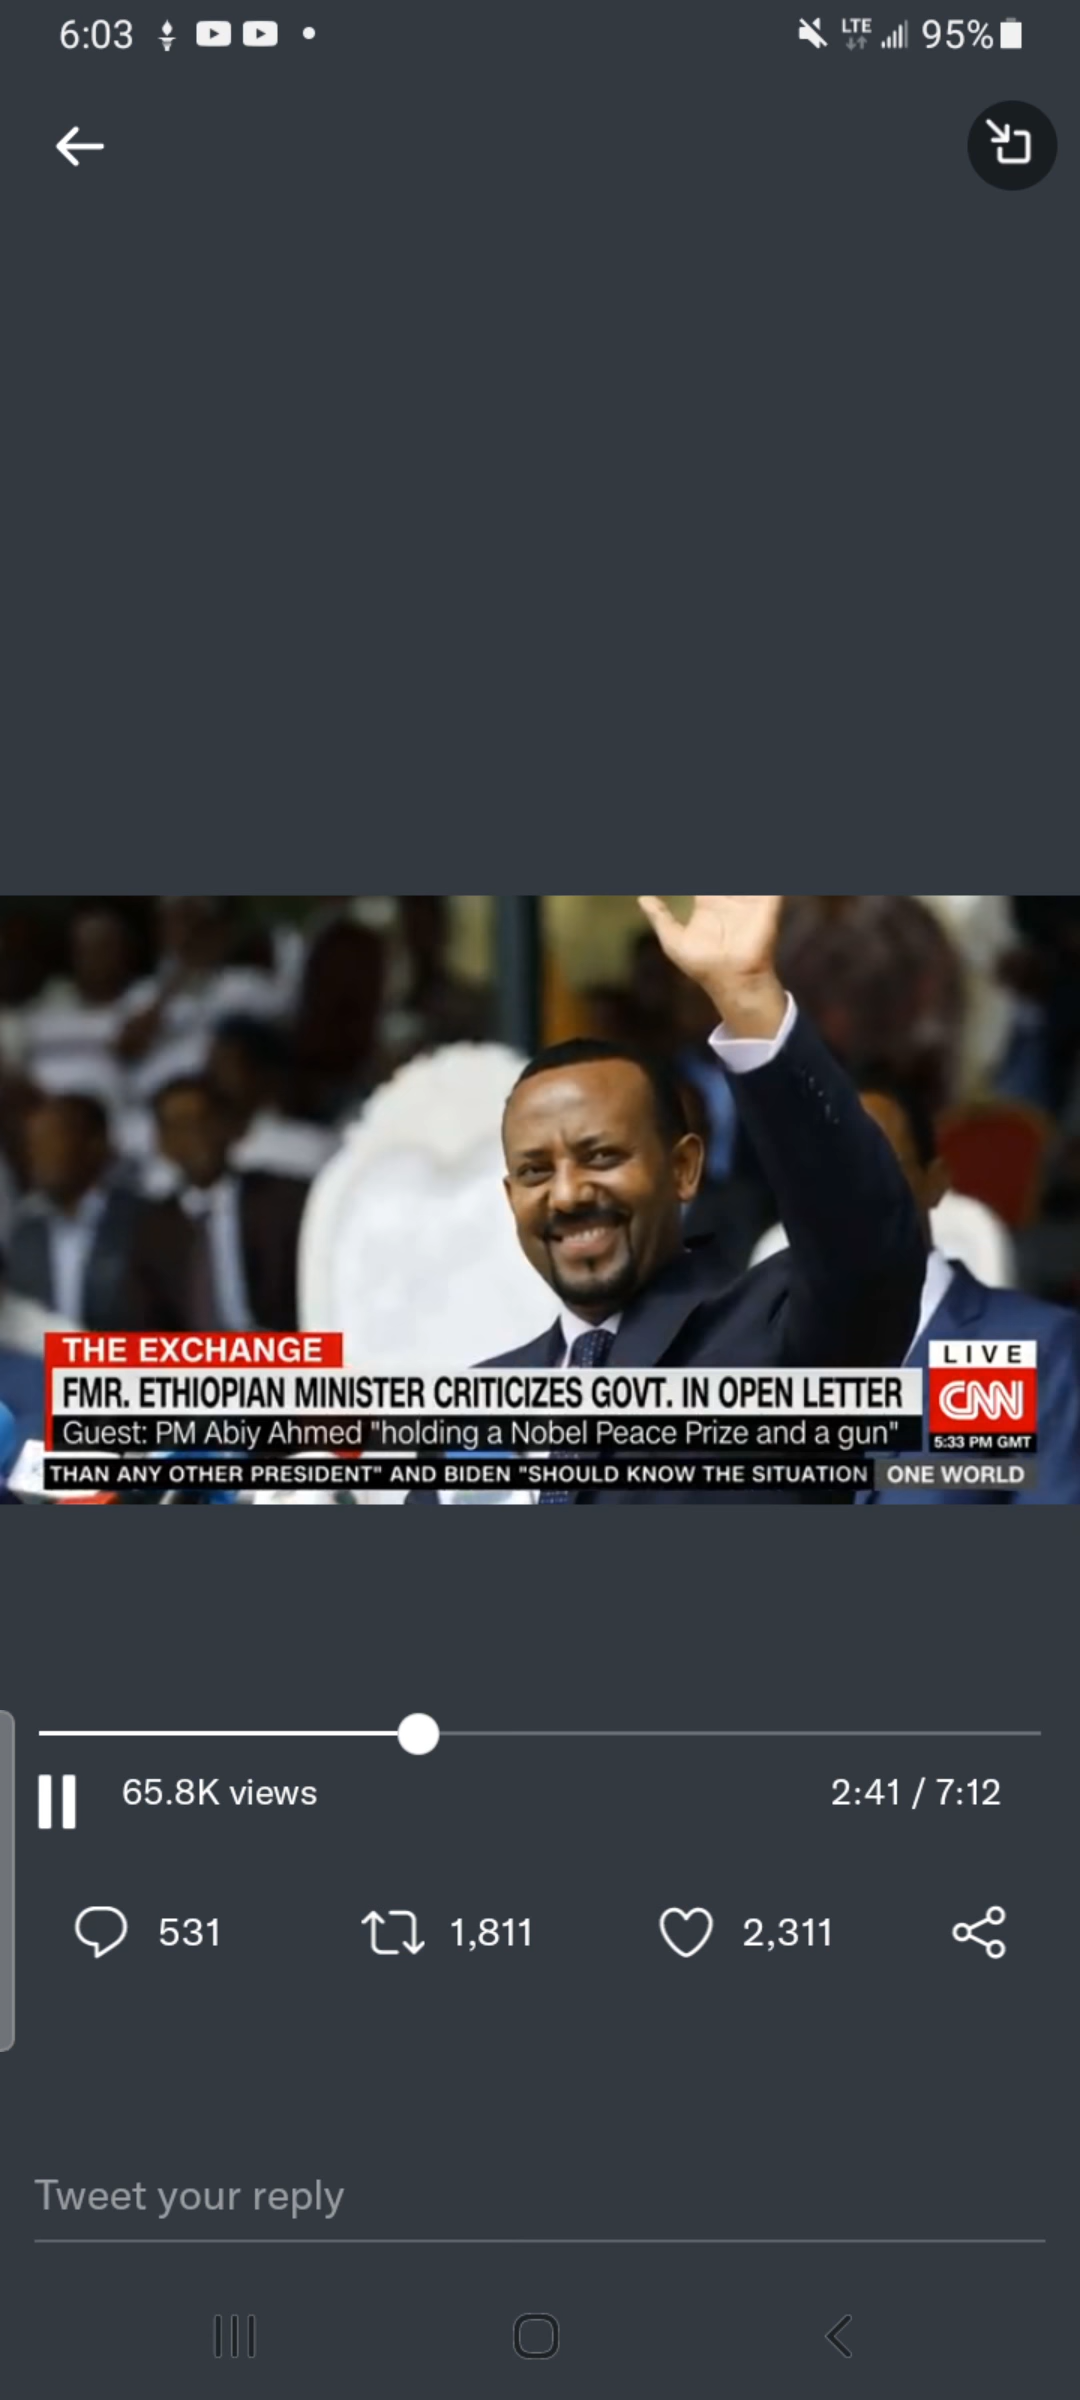 6:03 LTE 95%
THE EXCHANGE
FMR. ETHIOPIAN MINISTER CRITICIZES GOVT. IN OPEN LETTER
Guest: PM Abiy Ahmed "holding a Nobel Peace Prize and a gun"
LIVE
CNN
5:33 PM GMT
THAN ANY OTHER PRESIDENT" AND BIDEN "SHOULD KNOW THE SITUATION
ONE WORLD
65.8K views
2:41 / 7:12
531
1,811
2,311
Tweet your reply